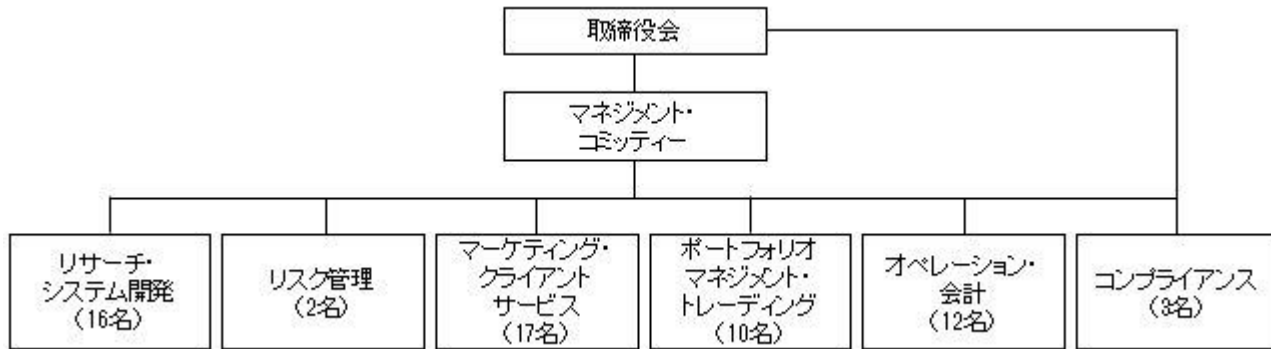 取締役会
マネジメント・
コミッティー
リサーチ・
システム開発
（16名）
リスク管理
（2名）
マーケティング・
クライアント
サービス
（17名）
ポートフォリオ
マネジメント・
トレーディング
（10名）
オペレーション・
会計
（12名）
コンプライアンス
（3名）